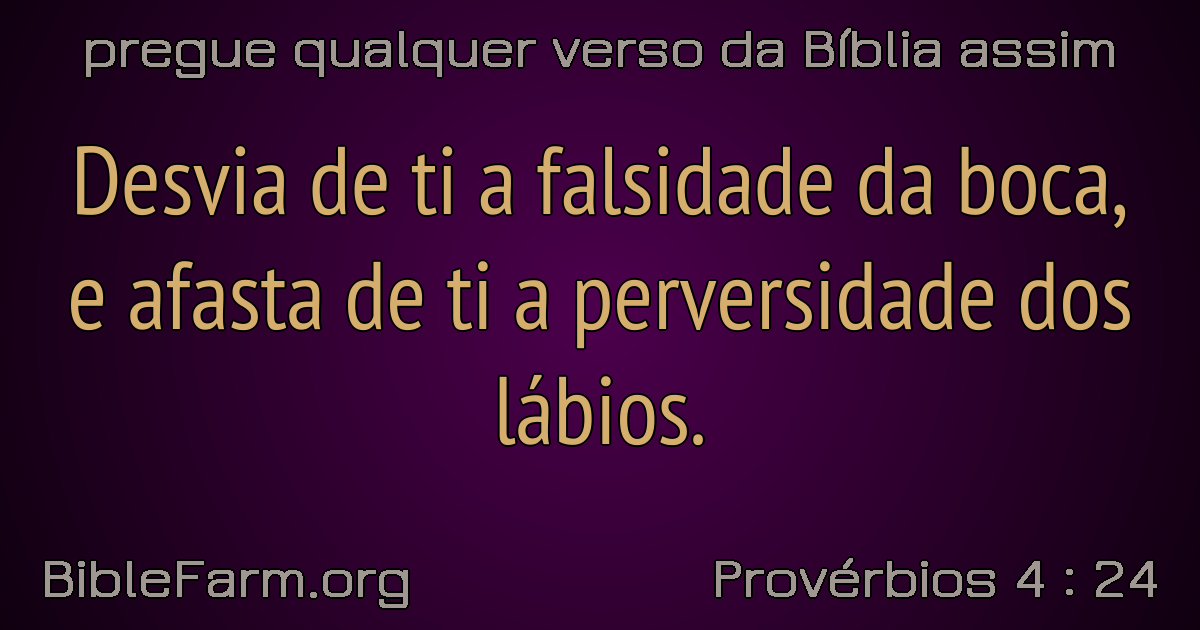 pregue qualquer verso da Bíblia assim
Desvia de ti a falsidade da boca,
e afasta de ti a perversidade dos
lábios.
BibleFarm.org
Provérbios 4 : 24